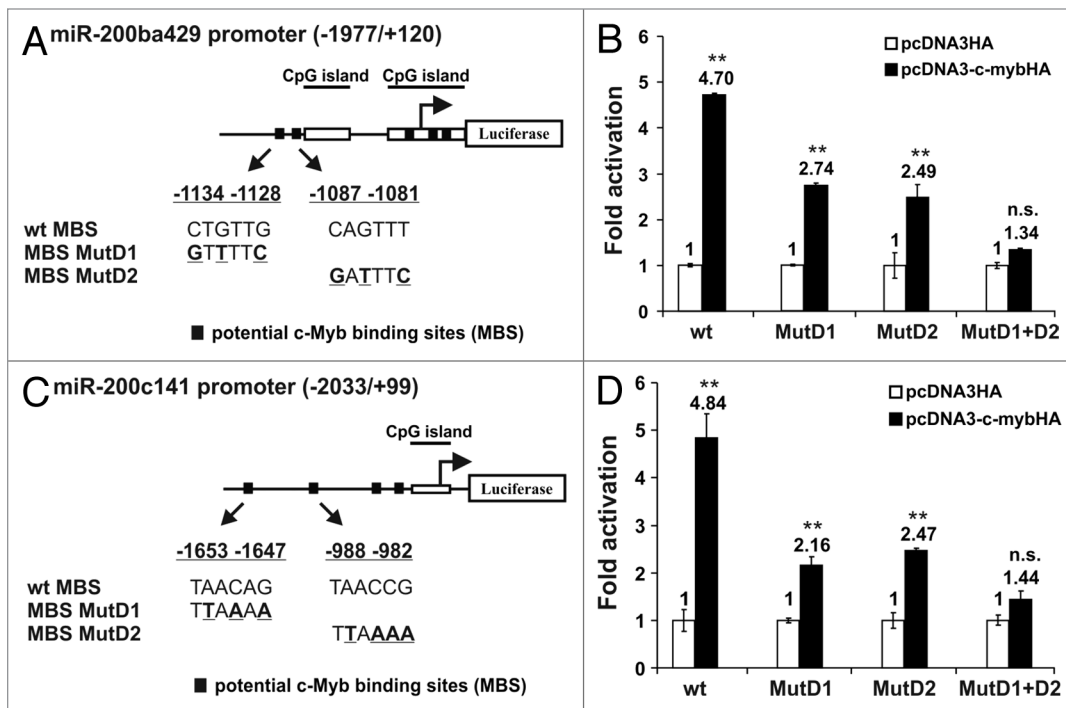 A miR-200ba429 promoter (-1977/+120)
CpG island CpG island
Luciferase
-1134 -1128 -1087 -1081
wt MBS CTGTTG CAGTTT
MBS MutD1 GTTTTC
MBS MutD2 GATTTC
potential c-Myb binding sites (MBS)
B
pcDNA3HA
pcDNA3-c-mybHA
Fold activation
6
5
4
3
2
1
0
** ** ** n.s.
1 4.70 1 2.74 1 2.49 1 1.34
wt MutD1 MutD2 MutD1+D2
C miR-200c141 promoter (-2033/+99)
CpG island
Luciferase
-1653 -1647 -988 -982
wt MBS TAACAG TAACCG
MBS MutD1 TTAAAA
MBS MutD2 TTAAAA
potential c-Myb binding sites (MBS)
D
pcDNA3HA
pcDNA3-c-mybHA
Fold activation
6
5
4
3
2
1
0
** ** ** n.s.
1 4.84 1 2.16 1 2.47 1 1.44
wt MutD1 MutD2 MutD1+D2